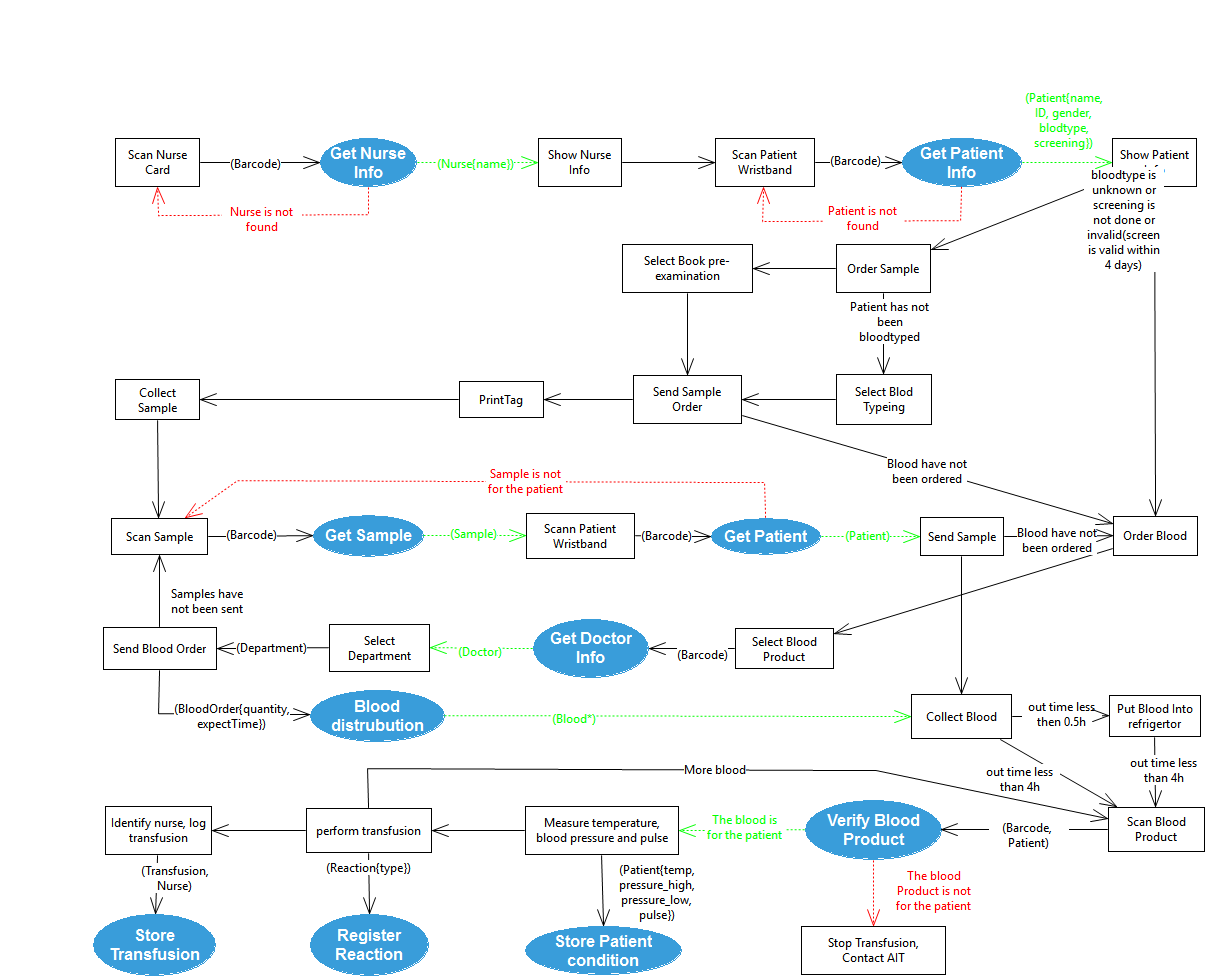 (Patient{name,
ID, gender,
blodtype,
screening})
Scan Nurse
Card
(Barcode)
Get Nurse
Info
(Nurse{name})
Show Nurse
Info
Scan Patient
Wristband
(Barcode)
Get Patient
Info
Show Patient
bloodtype is
unknown or
screening is
not done or
invalid(screen
is valid within
4 days)
Nurse is not
found
Patient is not
found
Select Book pre-
examination
Order Sample
Patient has not
been
bloodtyped
Collect
Sample
PrintTag
Send Sample
Order
Select Blod
Typeing
Blood have not
been ordered
Sample is not
for the patient
Scan Sample
(Barcode)
Get Sample
(Sample)
Scann Patient
Wristband
(Barcode)
Get Patient
(Patient)
Send Sample
Blood have not
been ordered
Order Blood
Samples have
not been sent
Send Blood Order
(Department)
Select
Department
(Doctor)
Get Doctor
Info
(Barcode)
Select Blood
Product
(BloodOrder{quantity,
expectTime})
Blood
distrubution
(Blood*)
Collect Blood
out time less
then 0.5h
Put Blood Into
refrigertor
out time less
than 4h
out time less
than 4h
More blood
Identify nurse, log
transfusion
perform transfusion
Measure temperature,
blood pressure and pulse
The blood is
for the patient
Verify Blood
Product
(Barcode,
Patient)
Scan Blood
Product
(Transfusion,
Nurse)
(Reaction{type})
(Patient{temp,
pressure_high,
pressure_low,
pulse})
The blood
Product is not
for the patient
Store
Transfusion
Register
Reaction
Store Patient
condition
Stop Transfusion,
Contact AIT